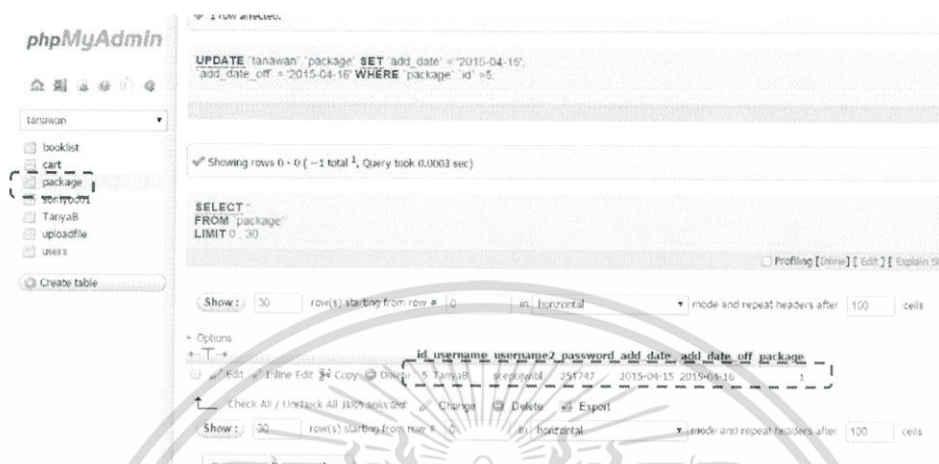 1 row affected.
phpMyAdmin
UPDATE `tanawan`.`package` SET `add_date` = '2015-04-15',
`add_date_off` = '2015-04-16' WHERE `package`.`id` =5;
tanawan
booklist
cart
package
TanyaB
uploadfile
users
Create table
Showing rows 0 - 0 ( ~1 total 1, Query took 0.0003 sec)
SELECT *
FROM `package`
LIMIT 0 , 30
Profiling [Inline] [ Edit ] [ Explain
Show : 30 row(s) starting from row # 0 in horizontal mode and repeat headers after 100 cells
+ Options
←T→ id username username2 password add_date add_date_off package
Edit Inline Edit Copy Delete 5 TanyaB 251747 2015-04-15 2015-04-16 1
Check All / Uncheck All With selected: Change Delete Export
Show : 30 row(s) starting from row # 0 in horizontal mode and repeat headers after 100 cells